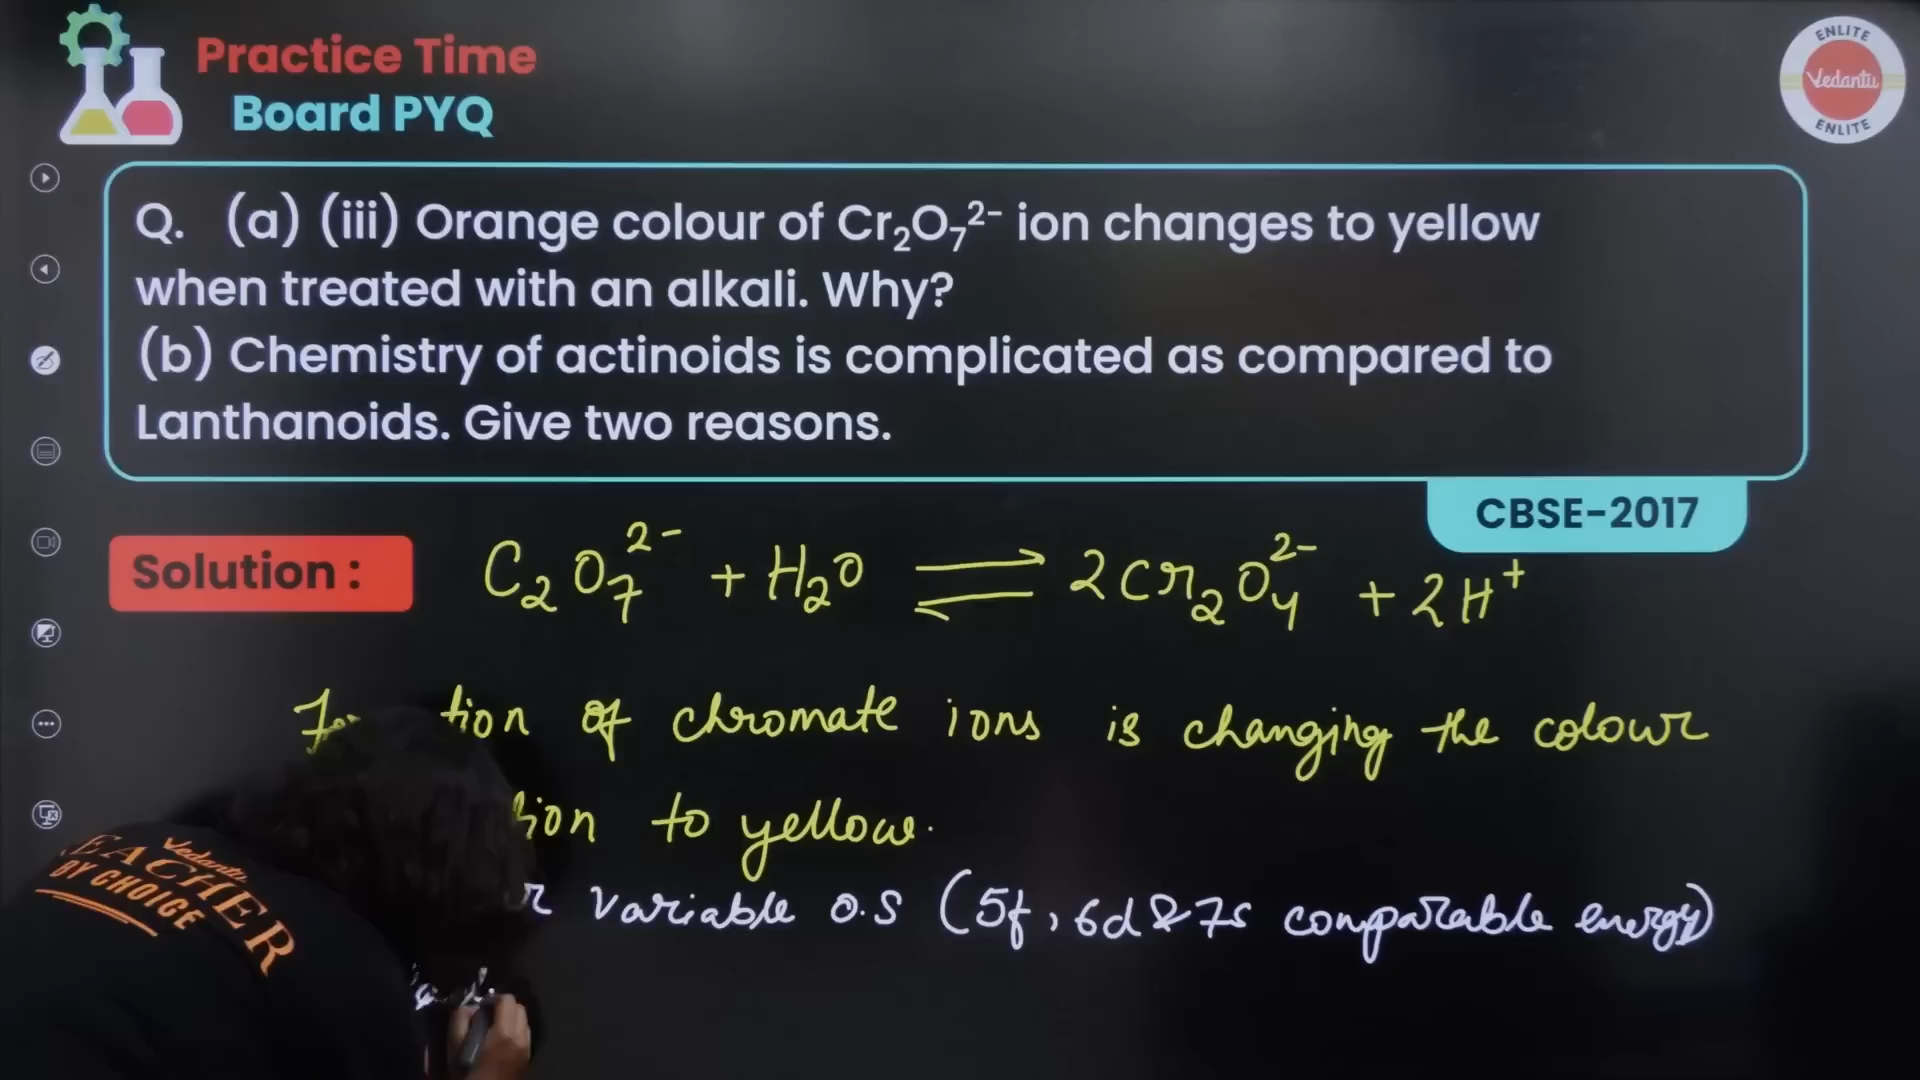 Practice Time
Board PYQ
ENLITE
Vedantu
ENLITE
Q. (a) (iii) Orange colour of Cr₂O₇²⁻ ion changes to yellow
when treated with an alkali. Why?
(b) Chemistry of actinoids is complicated as compared to
Lanthanoids. Give two reasons.
CBSE-2017
Solution :
C₂O₇²⁻ + H₂O ⇌ 2Cr₂O₄²⁻ + 2H⁺
tion of chromate ions is changing the colour
to yellow.
variable O.S (5f, 6d & 7s comparable energy)
Vedantu
TEACHER
BY CHOICE